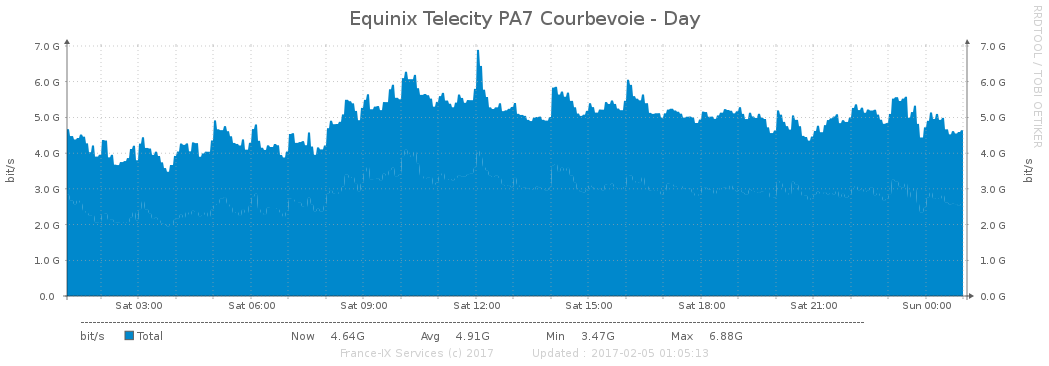 Equinix Telecity PA7 Courbevoie - Day
RRDTOOL / TOBI OETIKER
7.0 G 7.0 G
6.0 G 6.0 G
5.0 G 5.0 G
4.0 G 4.0 G
3.0 G 3.0 G
2.0 G 2.0 G
1.0 G 1.0 G
0.0 0.0 G
bit/s bit/s
Sat 03:00 Sat 06:00 Sat 09:00 Sat 12:00 Sat 15:00 Sat 18:00 Sat 21:00 Sun 00:00
bit/s Total Now 4.64G Avg 4.91G Min 3.47G Max 6.88G
France-IX Services (c) 2017 Updated : 2017-02-05 01:05:13